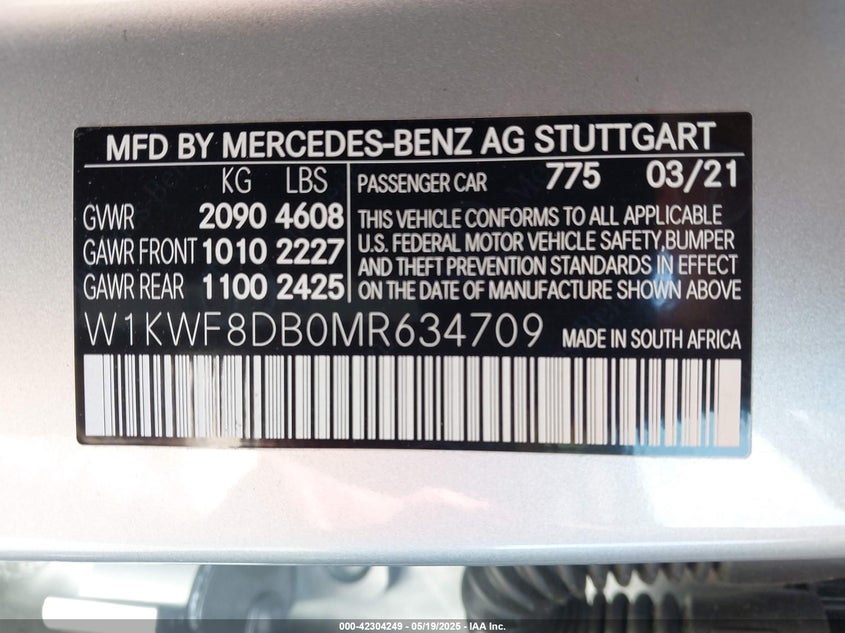 MFD BY MERCEDES-BENZ AG STUTTGART
KG LBS
GVWR 2090 4608
GAWR FRONT 1010 2227
GAWR REAR 1100 2425
PASSENGER CAR 775 03/21
THIS VEHICLE CONFORMS TO ALL APPLICABLE
U.S. FEDERAL MOTOR VEHICLE SAFETY,BUMPER
AND THEFT PREVENTION STANDARDS IN EFFECT
ON THE DATE OF MANUFACTURE SHOWN ABOVE
W1KWF8DB0MR634709 MADE IN SOUTH AFRICA
000-42304249 - 05/19/2025 - IAA Inc.